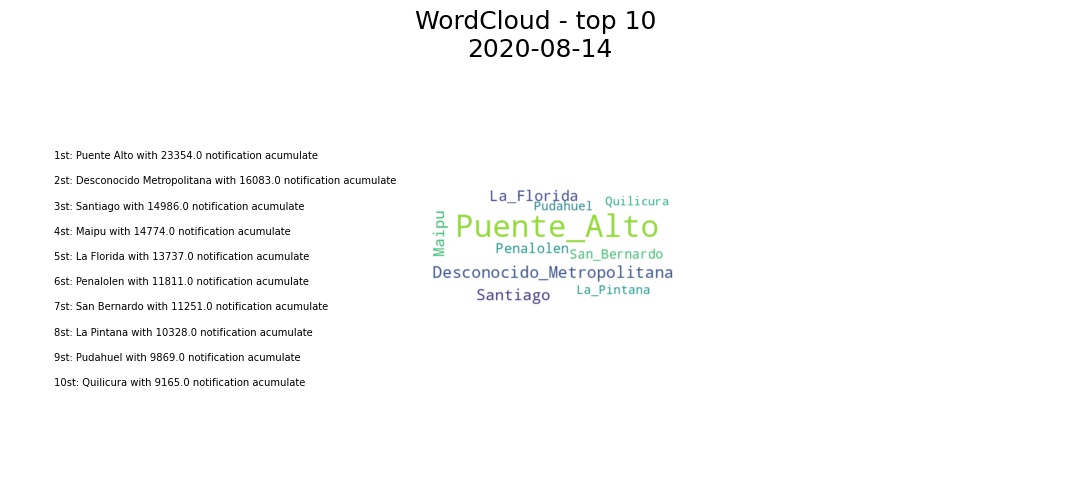 WordCloud - top 10
2020-08-14
1st: Puente Alto with 23354.0 notification acumulate
2st: Desconocido Metropolitana with 16083.0 notification acumulate
3st: Santiago with 14986.0 notification acumulate
4st: Maipu with 14774.0 notification acumulate
5st: La Florida with 13737.0 notification acumulate
6st: Penalolen with 11811.0 notification acumulate
7st: San Bernardo with 11251.0 notification acumulate
8st: La Pintana with 10328.0 notification acumulate
9st: Pudahuel with 9869.0 notification acumulate
10st: Quilicura with 9165.0 notification acumulate
La_Florida
Pudahuel
Quilicura
Maipu
Puente_Alto
Penalolen
San_Bernardo
Desconocido_Metropolitana
Santiago
La_Pintana